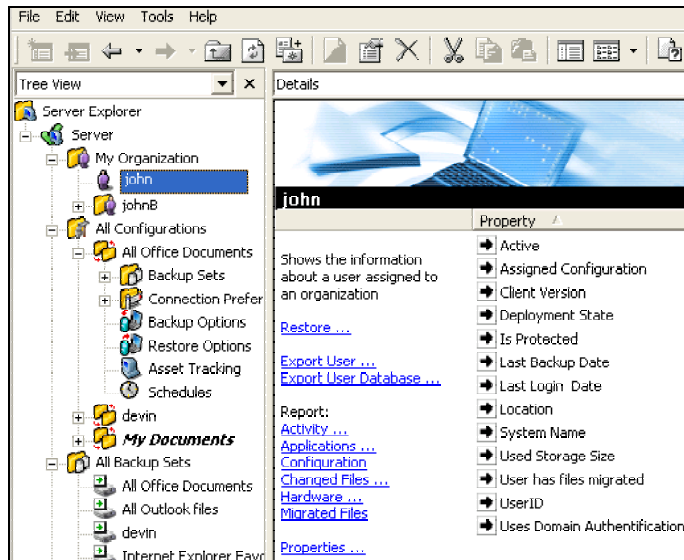 File Edit View Tools Help
Tree View
Details
Server Explorer
Server
My Organization
john
johnB
All Configurations
All Office Documents
Backup Sets
Connection Prefer
Backup Options
Restore Options
Asset Tracking
Schedules
devin
My Documents
All Backup Sets
All Office Documents
All Outlook files
devin
Internet Explorer Favo
john
Shows the information
about a user assigned to
an organization
Restore ...
Export User ...
Export User Database ...
Report:
Activity ...
Applications ...
Configuration
Changed Files ...
Hardware ...
Migrated Files
Properties ...
Property
Active
Assigned Configuration
Client Version
Deployment State
Is Protected
Last Backup Date
Last Login Date
Location
System Name
Used Storage Size
User has files migrated
UserID
Uses Domain Authentification